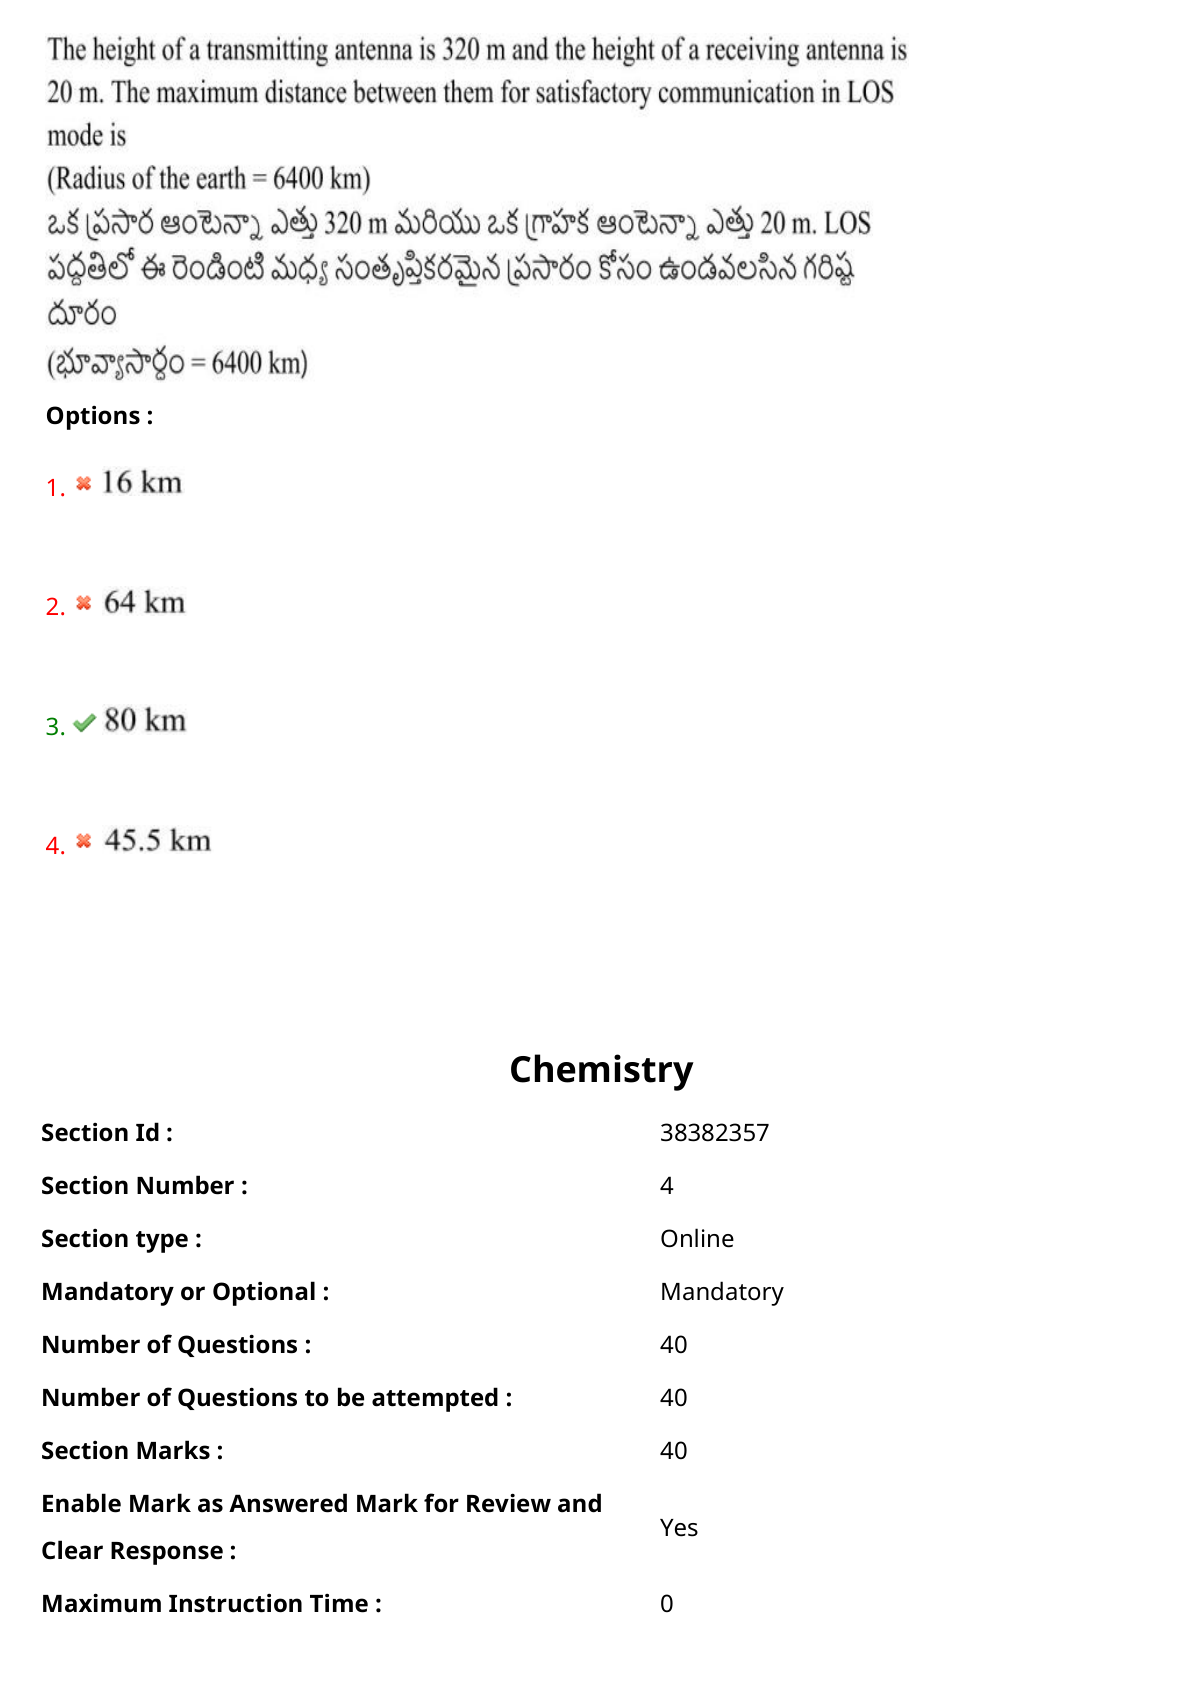 The height of a transmitting antenna is 320 m and the height of a receiving antenna is
20 m. The maximum distance between them for satisfactory communication in LOS
mode is
(Radius of the earth = 6400 km)
ఒక ప్రసార ఆంటెన్నా ఎత్తు 320 m మరియు ఒక గ్రాహక ఆంటెన్నా ఎత్తు 20 m. LOS
పద్ధతిలో ఈ రెండింటి మధ్య సంతృప్తికరమైన ప్రసారం కోసం ఉండవలసిన గరిష్ట
దూరం
(భూవ్యాసార్ధం = 6400 km)
Options :
1. 16 km
2. 64 km
3. 80 km
4. 45.5 km
Chemistry
Section Id : 38382357
Section Number : 4
Section type : Online
Mandatory or Optional : Mandatory
Number of Questions : 40
Number of Questions to be attempted : 40
Section Marks : 40
Enable Mark as Answered Mark for Review and
Clear Response : Yes
Maximum Instruction Time : 0